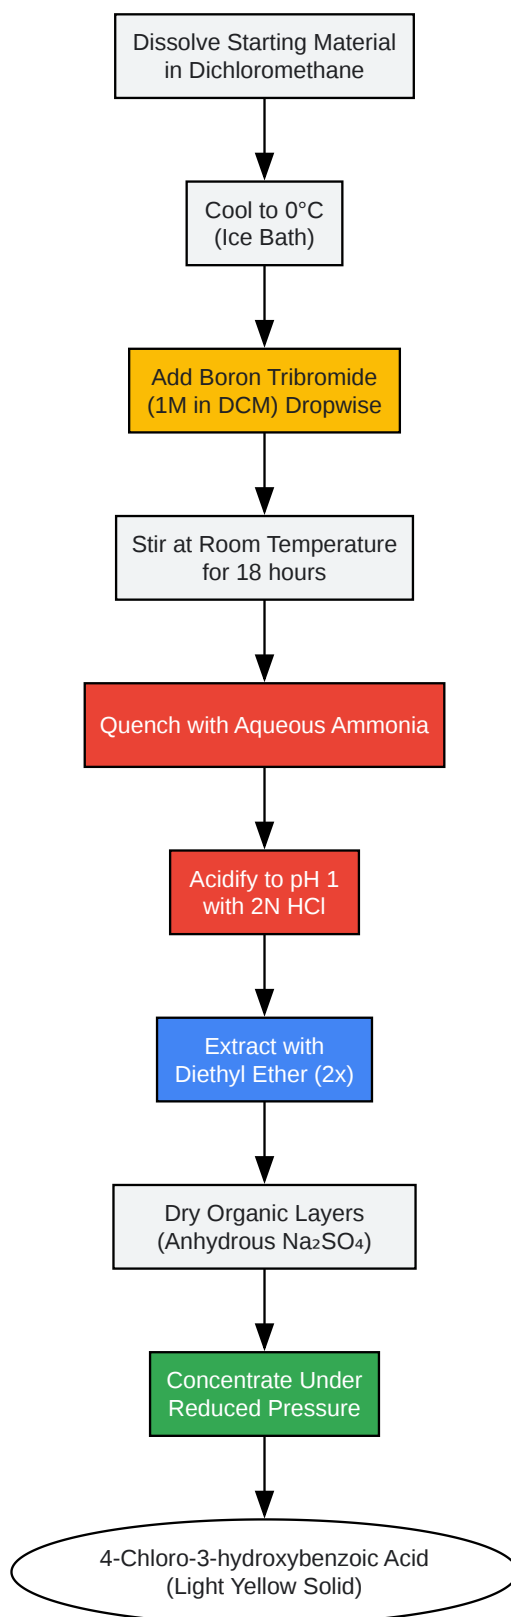 Dissolve Starting Material
in Dichloromethane
Cool to 0°C
(Ice Bath)
Add Boron Tribromide
(1M in DCM) Dropwise
Stir at Room Temperature
for 18 hours
Quench with Aqueous Ammonia
Acidify to pH 1
with 2N HCl
Extract with
Diethyl Ether (2x)
Dry Organic Layers
(Anhydrous Na₂SO₄)
Concentrate Under
Reduced Pressure
4-Chloro-3-hydroxybenzoic Acid
(Light Yellow Solid)